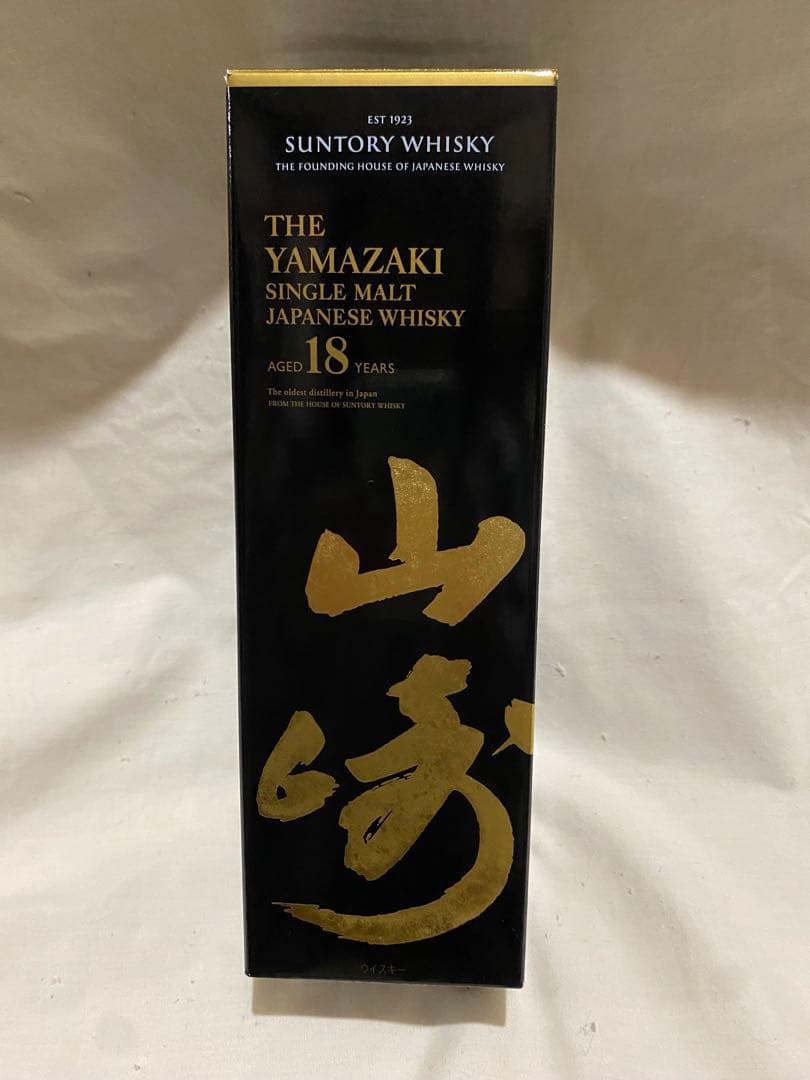 EST 1923
SUNTORY WHISKY
THE FOUNDING HOUSE OF JAPANESE WHISKY
THE
YAMAZAKI
SINGLE MALT
JAPANESE WHISKY
AGED 18 YEARS
The oldest distillery in Japan
FROM THE HOUSE OF SUNTORY WHISKY
山
崎
ウイスキー